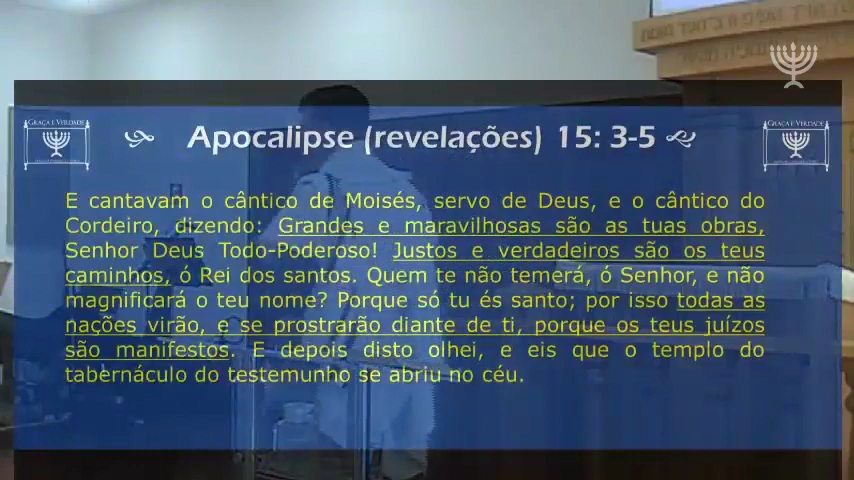 GRAÇA E VERDADE
GRAÇA E VERDADE
Apocalipse (revelações) 15: 3-5
E cantavam o cântico de Moisés, servo de Deus, e o cântico do
Cordeiro, dizendo: Grandes e maravilhosas são as tuas obras,
Senhor Deus Todo-Poderoso! Justos e verdadeiros são os teus
caminhos, ó Rei dos santos. Quem te não temerá, ó Senhor, e não
magnificará o teu nome? Porque só tu és santo; por isso todas as
nações virão, e se prostrarão diante de ti, porque os teus juízos
são manifestos. E depois disto olhei, e eis que o templo do
tabernáculo do testemunho se abriu no céu.